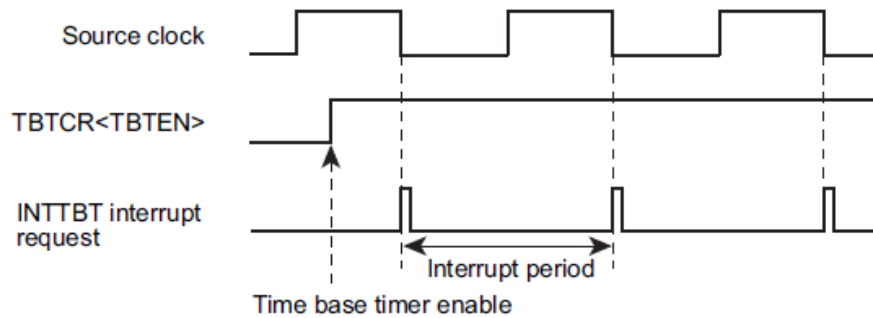 Source clock
TBTCR<TBTEN>
INTTBT interrupt
request
Interrupt period
Time base timer enable